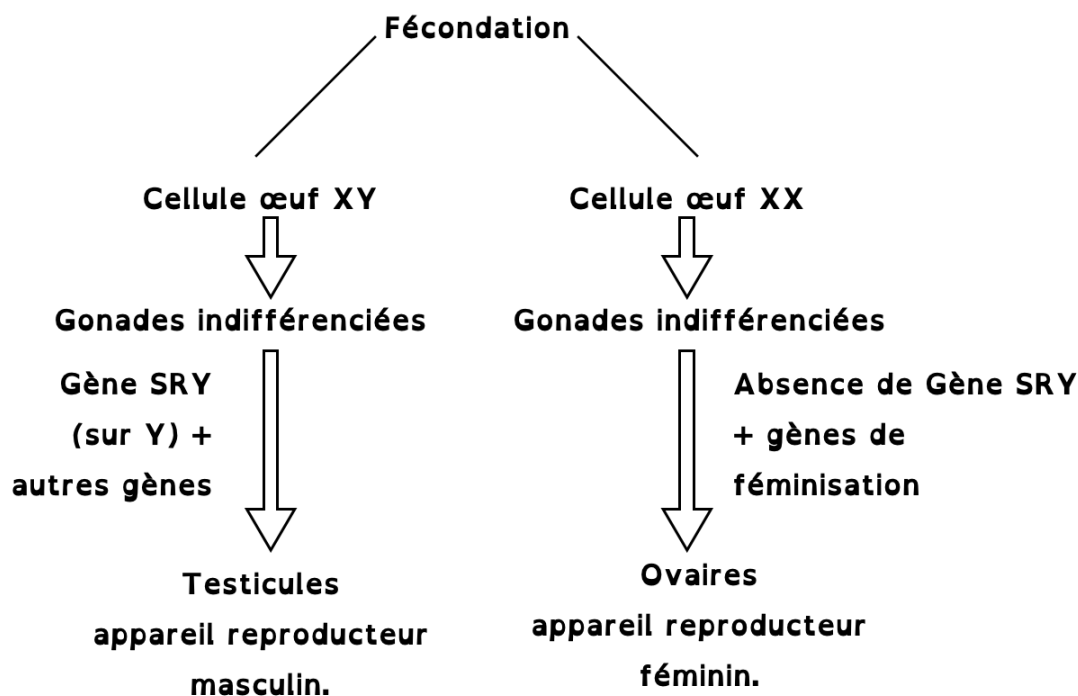 Fécondation
Cellule œuf XY
Gonades indifférenciées
Gène SRY
(sur Y) +
autres gènes
Testicules
appareil reproducteur
masculin.
Cellule œuf XX
Gonades indifférenciées
Absence de Gène SRY
+ gènes de
féminisation
Ovaires
appareil reproducteur
féminin.